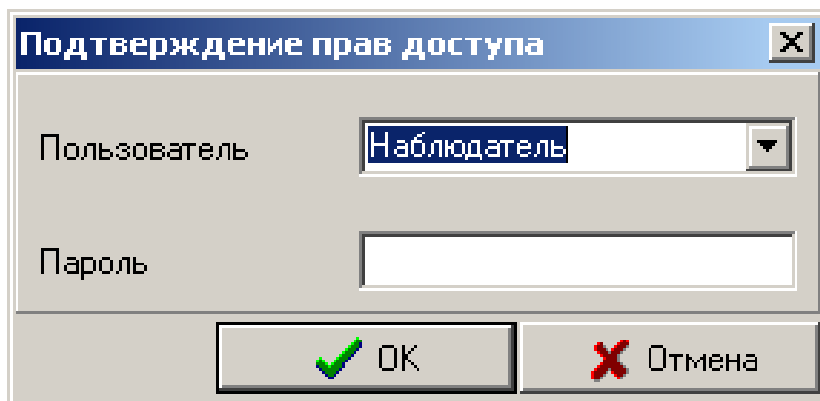 Подтверждение прав доступа
Пользователь Наблюдатель
Пароль
OK Отмена